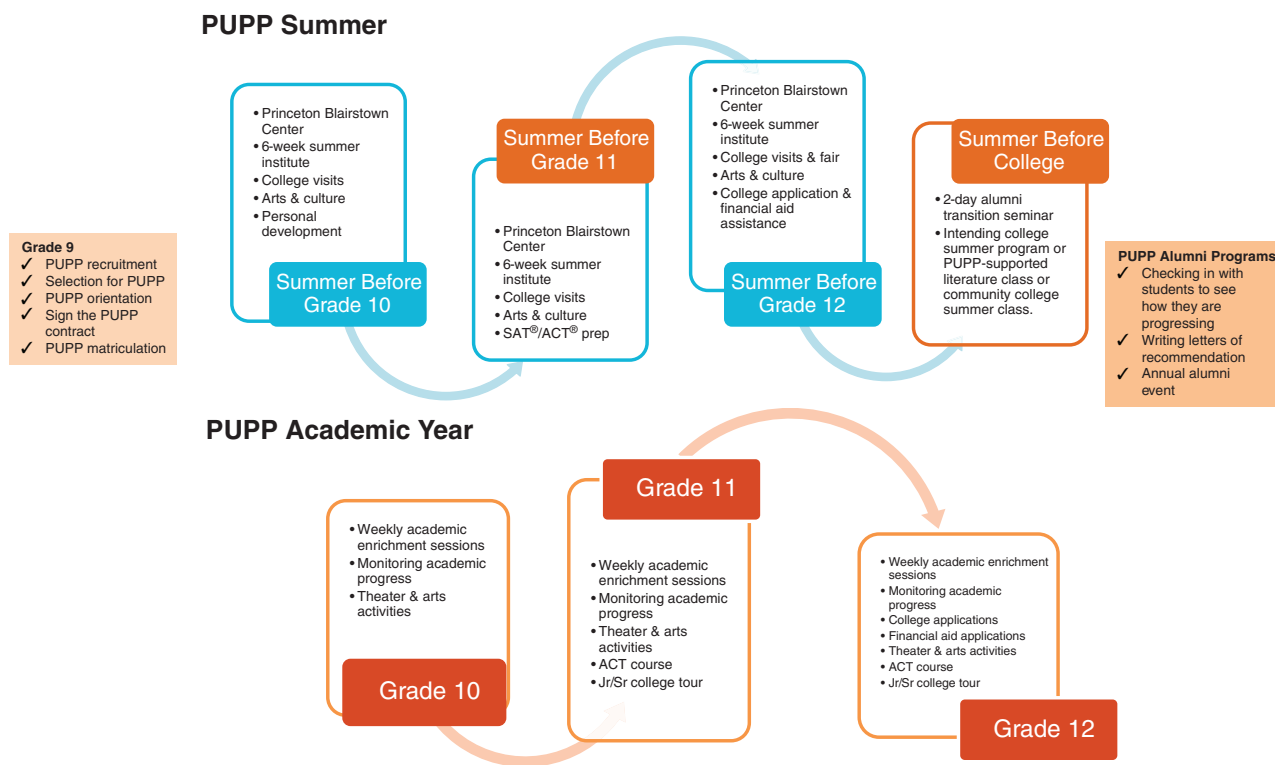 PUPP Summer
Grade 9
✓ PUPP recruitment
✓ Selection for PUPP
✓ PUPP orientation
✓ Sign the PUPP
contract
✓ PUPP matriculation
• Princeton Blairstown
Center
• 6-week summer
institute
• College visits
• Arts & culture
• Personal
development
Summer Before
Grade 10
Summer Before
Grade 11
• Princeton Blairstown
Center
• 6-week summer
institute
• College visits
• Arts & culture
• SAT®/ACT® prep
• Princeton Blairstown
Center
• 6-week summer
institute
• College visits & fair
• Arts & culture
• College application &
financial aid
assistance
Summer Before
Grade 12
Summer Before
College
• 2-day alumni
transition seminar
• Intending college
summer program or
PUPP-supported
literature class or
community college
summer class.
PUPP Alumni Programs
✓ Checking in with
students to see
how they are
progressing
✓ Writing letters of
recommendation
✓ Annual alumni
event
PUPP Academic Year
• Weekly academic
enrichment sessions
• Monitoring academic
progress
• Theater & arts
activities
Grade 10
Grade 11
• Weekly academic
enrichment sessions
• Monitoring academic
progress
• Theater & arts
activities
• ACT course
• Jr/Sr college tour
• Weekly academic enrichment
sessions
• Monitoring academic
progress
• College applications
• Financial aid applications
• Theater & arts activities
• ACT course
• Jr/Sr college tour
Grade 12